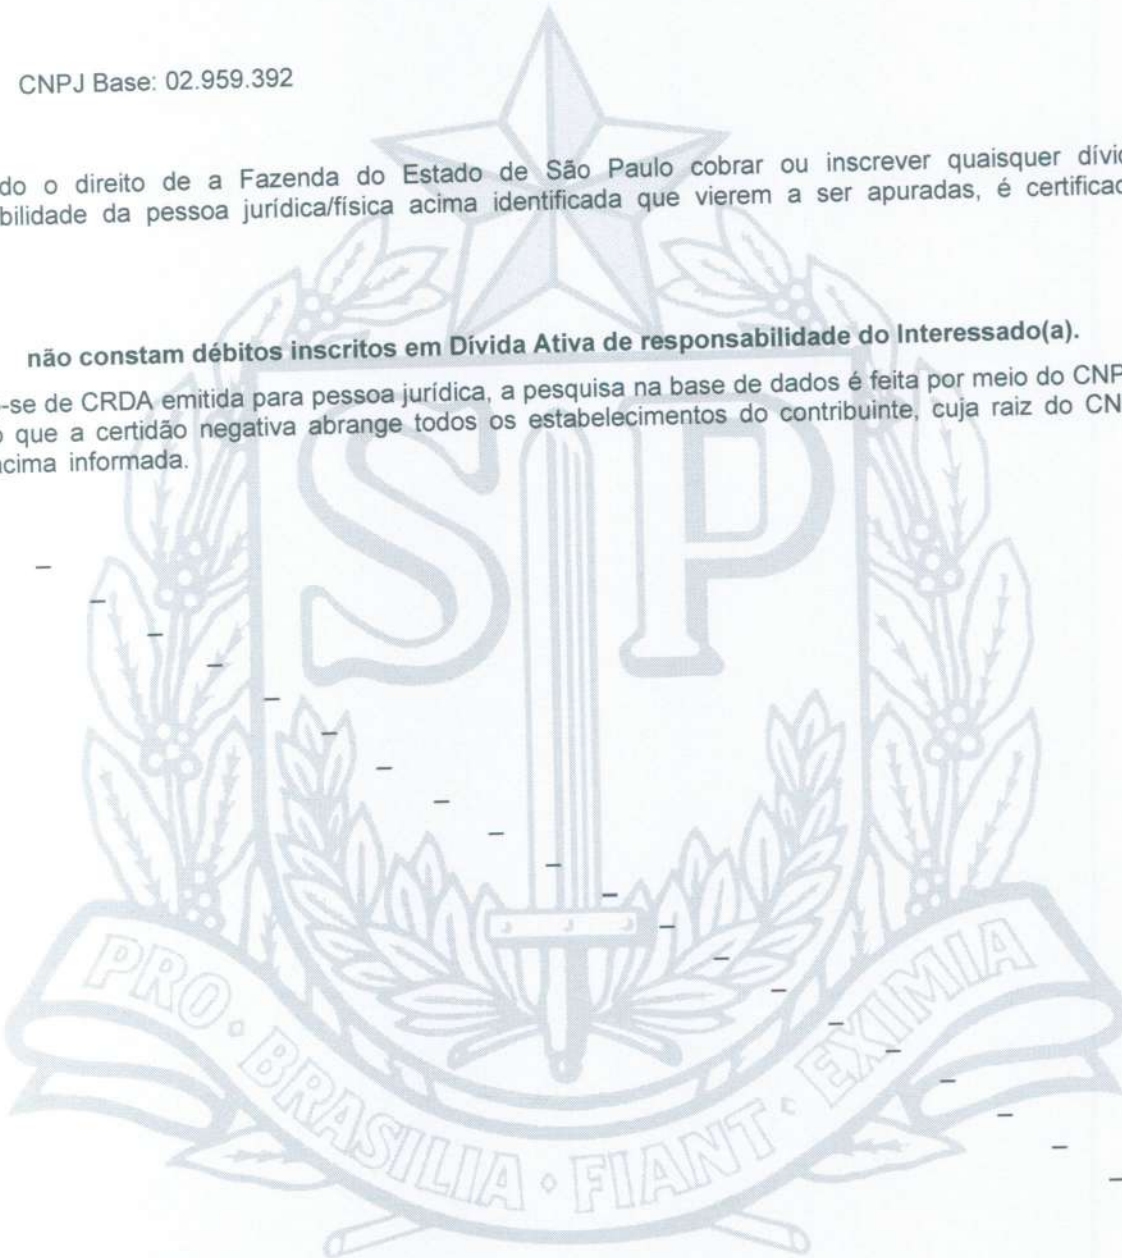 CNPJ Base: 02.959.392
do o direito de a Fazenda do Estado de São Paulo cobrar ou inscrever quaisquer
bilidade da pessoa jurídica/física acima identificada que vierem a ser apuradas, é
não constam débitos inscritos em Dívida Ativa de responsabilidade do Interessado(a).
-se de CRDA emitida para pessoa jurídica, a pesquisa na base de dados é feita por meio do CNP
o que a certidão negativa abrange todos os estabelecimentos do contribuinte, cuja raiz do CN
acima informada.
SP
PRO BRASILIA FIANT EXIMIA